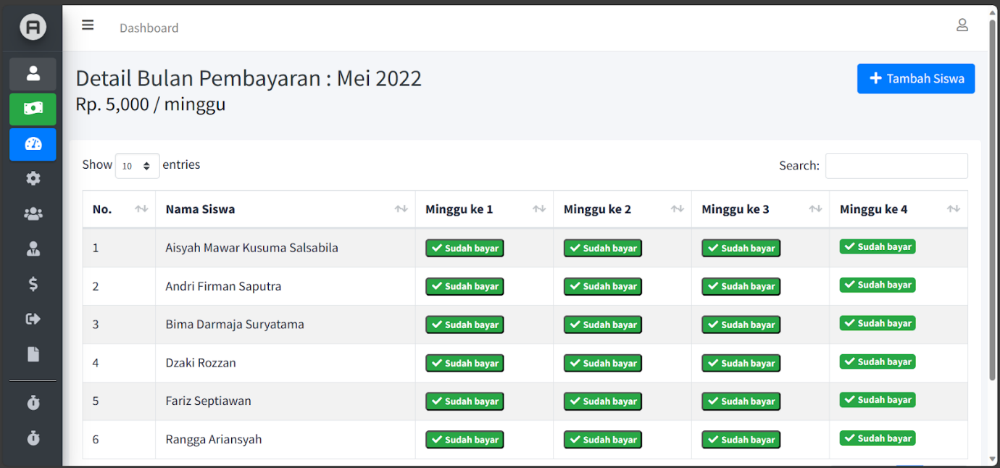 A
Dashboard
Detail Bulan Pembayaran : Mei 2022
Rp. 5,000 / minggu
Tambah Siswa
Show 10 entries
Search:
No. Nama Siswa Minggu ke 1 Minggu ke 2 Minggu ke 3 Minggu ke 4
1 Aisyah Mawar Kusuma Salsabila Sudah bayar Sudah bayar Sudah bayar Sudah bayar
2 Andri Firman Saputra Sudah bayar Sudah bayar Sudah bayar Sudah bayar
3 Bima Darmaja Suryatama Sudah bayar Sudah bayar Sudah bayar Sudah bayar
4 Dzaki Rozzan Sudah bayar Sudah bayar Sudah bayar Sudah bayar
5 Fariz Septiawan Sudah bayar Sudah bayar Sudah bayar Sudah bayar
6 Rangga Ariansyah Sudah bayar Sudah bayar Sudah bayar Sudah bayar